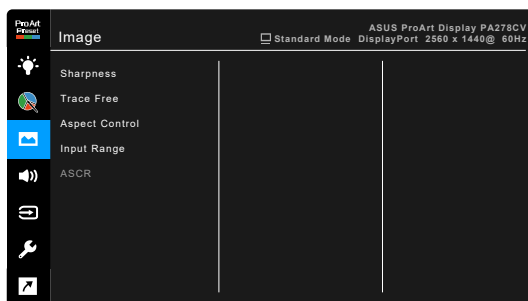 ProArt
Preset
Image
ASUS ProArt Display PA278CV
Standard Mode DisplayPort 2560 x 1440@ 60Hz
Sharpness
Trace Free
Aspect Control
Input Range
ASCR